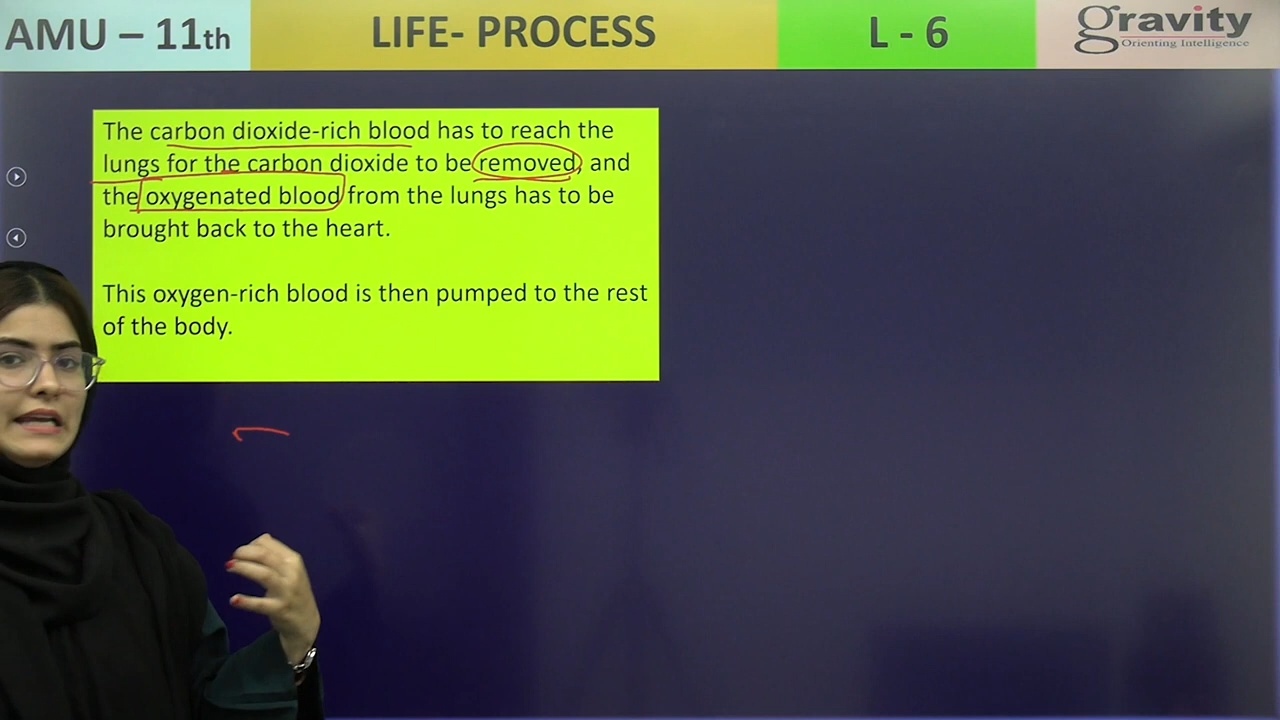 AMU – 11th
LIFE- PROCESS
L - 6
gravity
Orienting Intelligence
The carbon dioxide-rich blood has to reach the
lungs for the carbon dioxide to be removed, and
the oxygenated blood from the lungs has to be
brought back to the heart.
This oxygen-rich blood is then pumped to the rest
of the body.